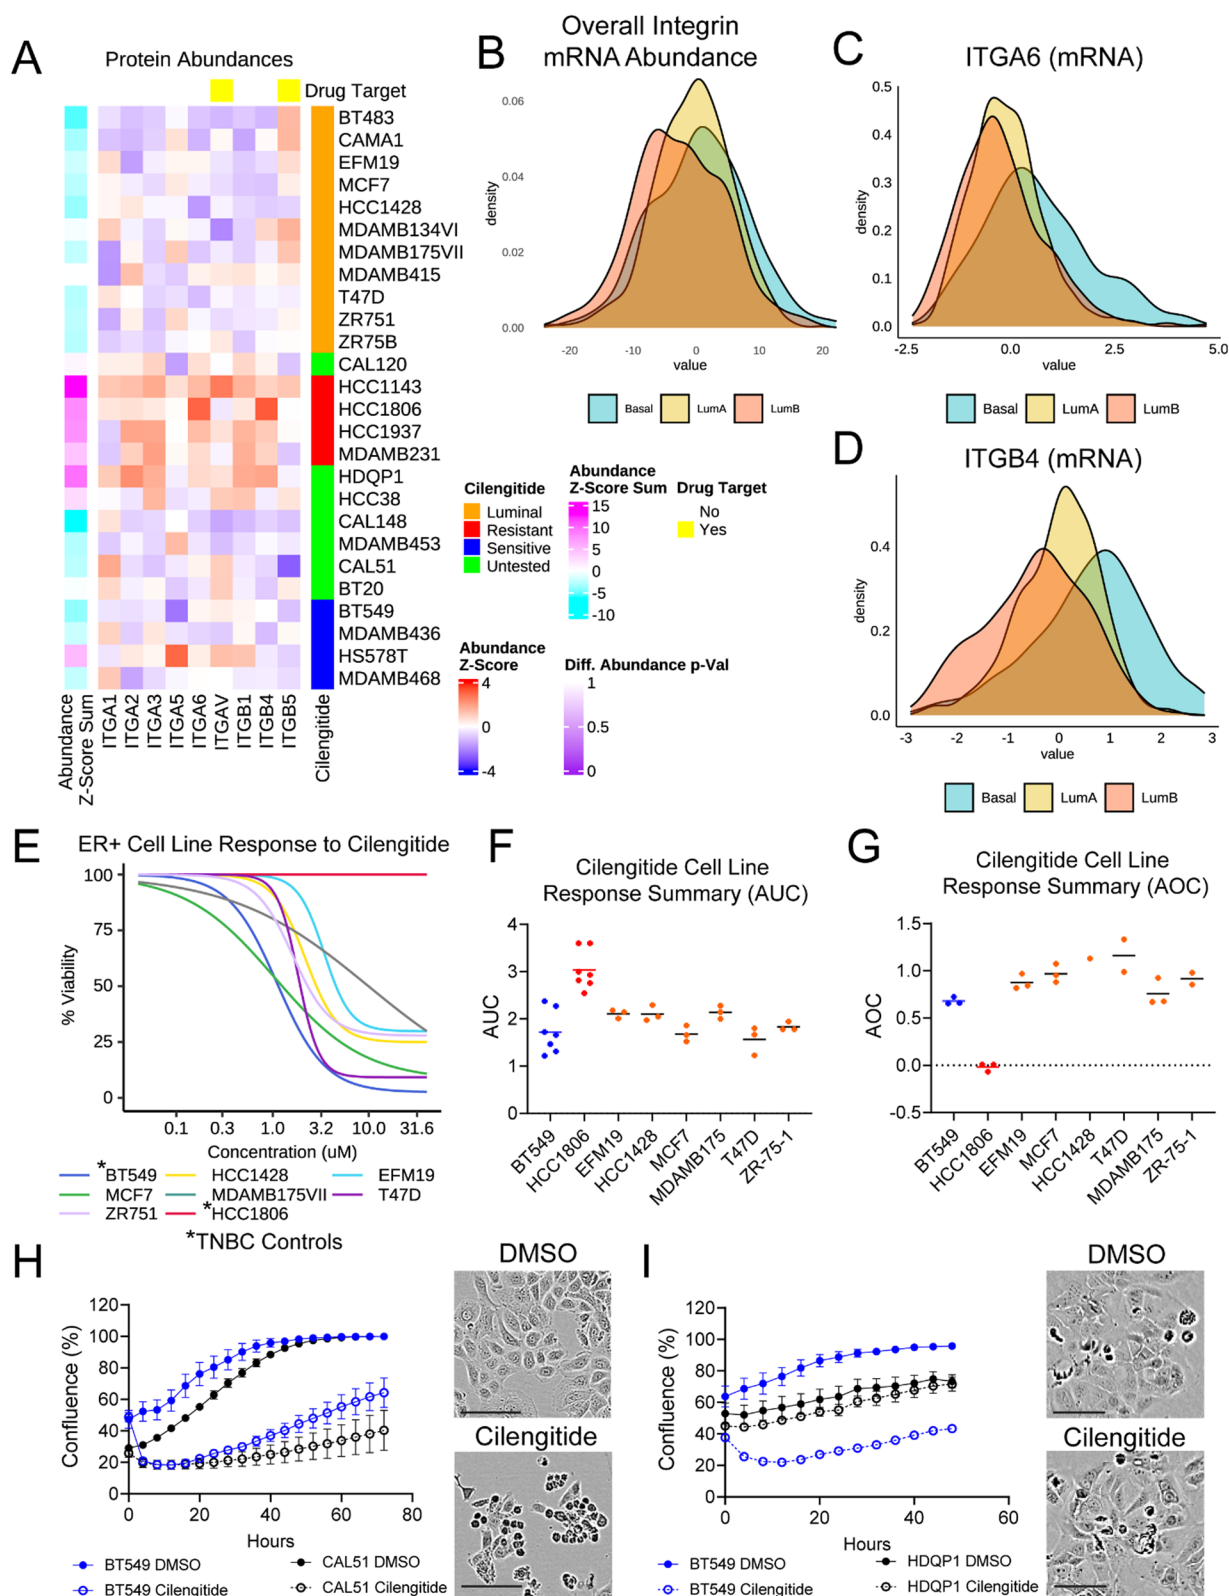 A
Protein Abundances
Drug Target
BT483
CAMA1
EFM19
MCF7
HCC1428
MDAMB134VI
MDAMB175VII
MDAMB415
T47D
ZR751
ZR75B
CAL120
HCC1143
HCC1806
HCC1937
MDAMB231
HDQP1
HCC38
CAL148
MDAMB453
CAL51
BT20
BT549
MDAMB436
HS578T
MDAMB468
Abundance
Z-Score Sum
ITGA1
ITGA2
ITGA3
ITGA5
ITGA6
ITGAV
ITGB1
ITGB4
ITGB5
Cilengitide
Cilengitide
Luminal
Resistant
Sensitive
Untested
Abundance
Z-Score Sum
15
10
5
0
-5
-10
Drug Target
No
Yes
Abundance
Z-Score
4
0
-4
Diff. Abundance p-Val
1
0.5
0
B
Overall Integrin
mRNA Abundance
density
0.06
0.04
0.02
0.00
-20 -10 0 10 20
value
Basal LumA LumB
C
ITGA6 (mRNA)
density
0.5
0.4
0.3
0.2
0.1
0.0
-2.5 0.0 2.5 5.0
value
Basal LumA LumB
D
ITGB4 (mRNA)
density
0.4
0.2
0.0
-3 -2 -1 0 1 2 3
value
Basal LumA LumB
E
ER+ Cell Line Response to Cilengitide
% Viability
100
75
50
25
0
0.1 0.3 1.0 3.2 10.0 31.6
Concentration (uM)
*BT549 HCC1428 EFM19
MCF7 MDAMB175VII T47D
ZR751 *HCC1806
*TNBC Controls
F
Cilengitide Cell Line
Response Summary (AUC)
AUC
4
3
2
1
0
BT549
HCC1806
EFM19
HCC1428
MCF7
MDAMB175
T47D
ZR-75-1
G
Cilengitide Cell Line
Response Summary (AOC)
AOC
1.5
1.0
0.5
0.0
-0.5
BT549
HCC1806
EFM19
MCF7
HCC1428
T47D
MDAMB175
ZR-75-1
H
Confluence (%)
120
100
80
60
40
20
0
0 20 40 60 80
Hours
BT549 DMSO CAL51 DMSO
BT549 Cilengitide CAL51 Cilengitide
DMSO
Cilengitide
I
Confluence (%)
120
100
80
60
40
20
0
0 20 40 60
Hours
BT549 DMSO HDQP1 DMSO
BT549 Cilengitide HDQP1 Cilengitide
DMSO
Cilengitide